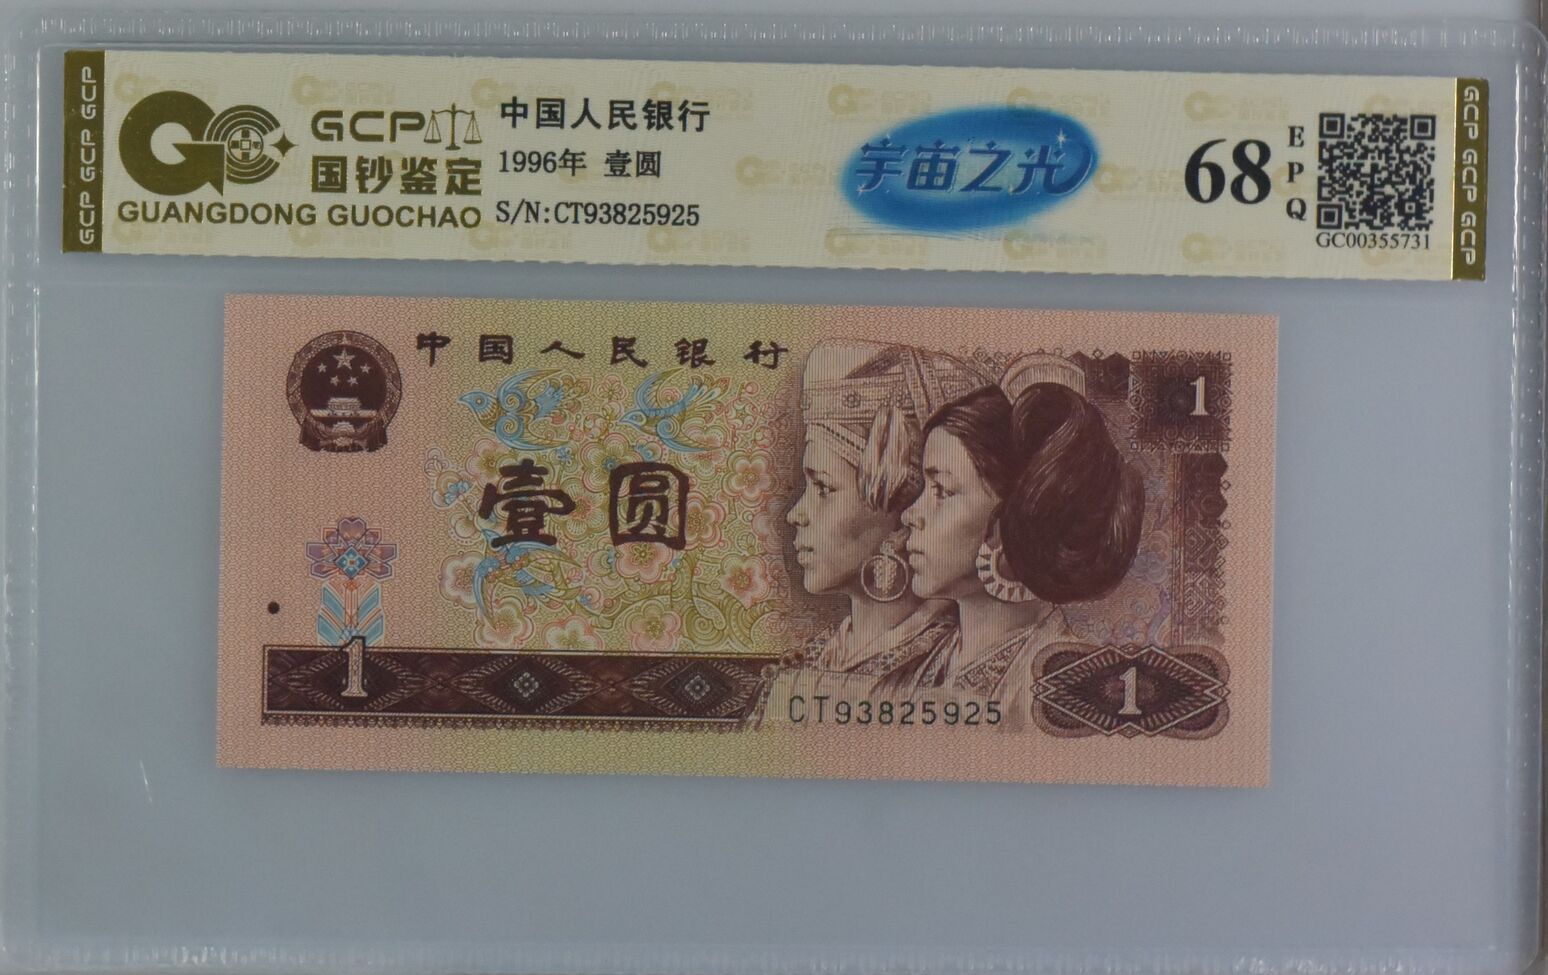 GCP GCP GCP
GCP
国钞鉴定
GUANGDONG GUOCHAO
中国人民银行
1996年 壹圆
S/N:CT93825925
宇宙之光
68
EPQ
GC00355731
GCP GCP GCP
中国人民银行
1
壹圆
1
1
CT93825925